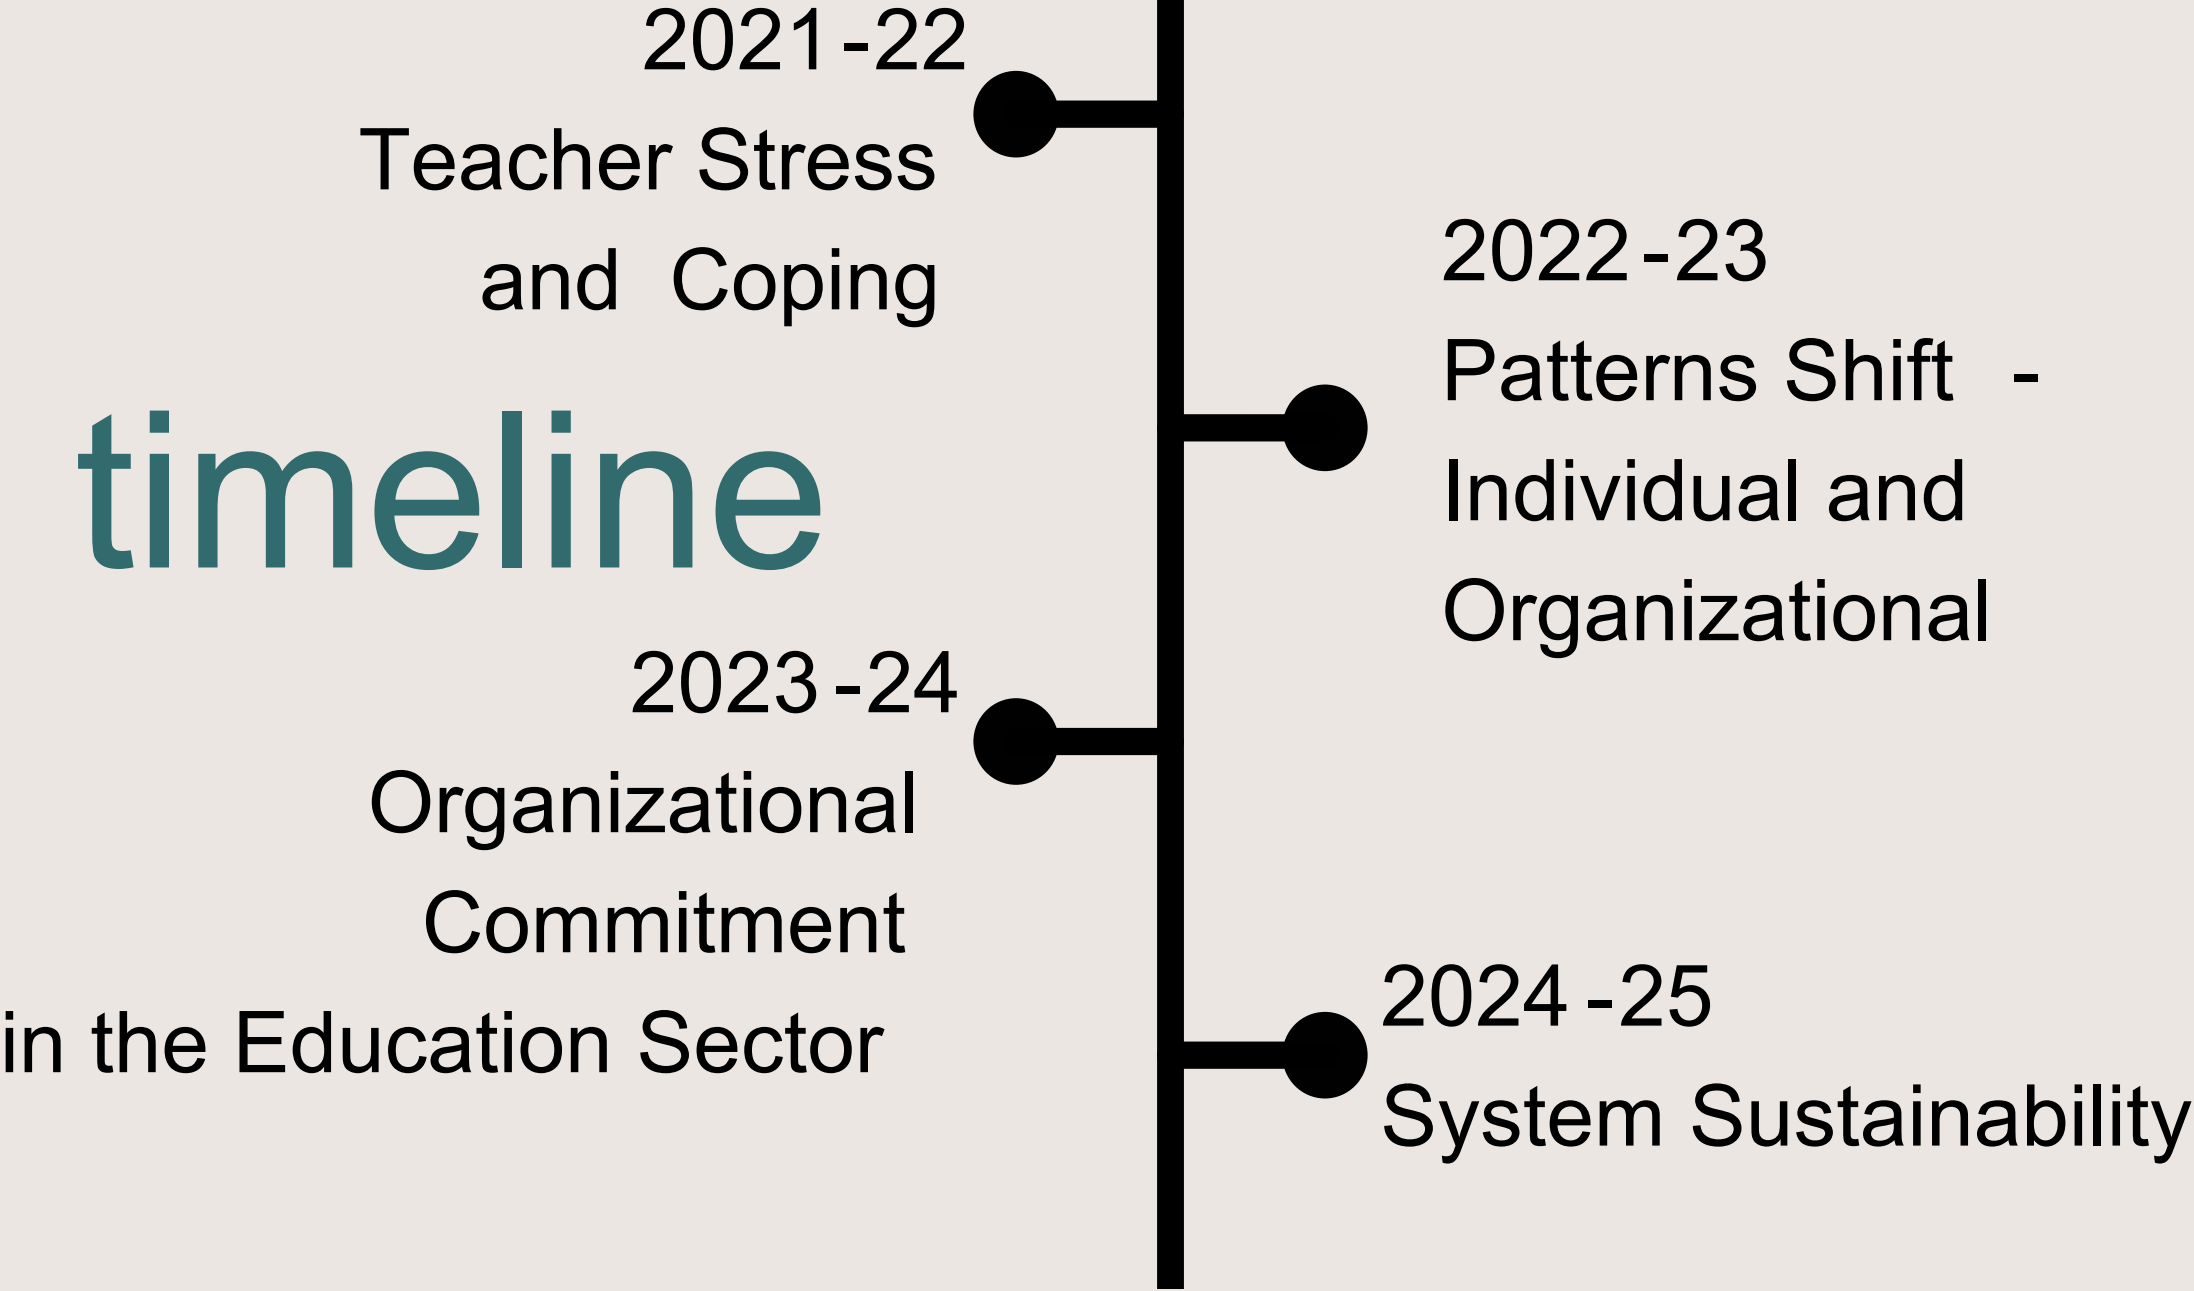 2021-22
Teacher Stress
and Coping
2022-23
Patterns Shift -
Individual and
Organizational
timeline
2023-24
Organizational
Commitment
in the Education Sector
2024-25
System Sustainability